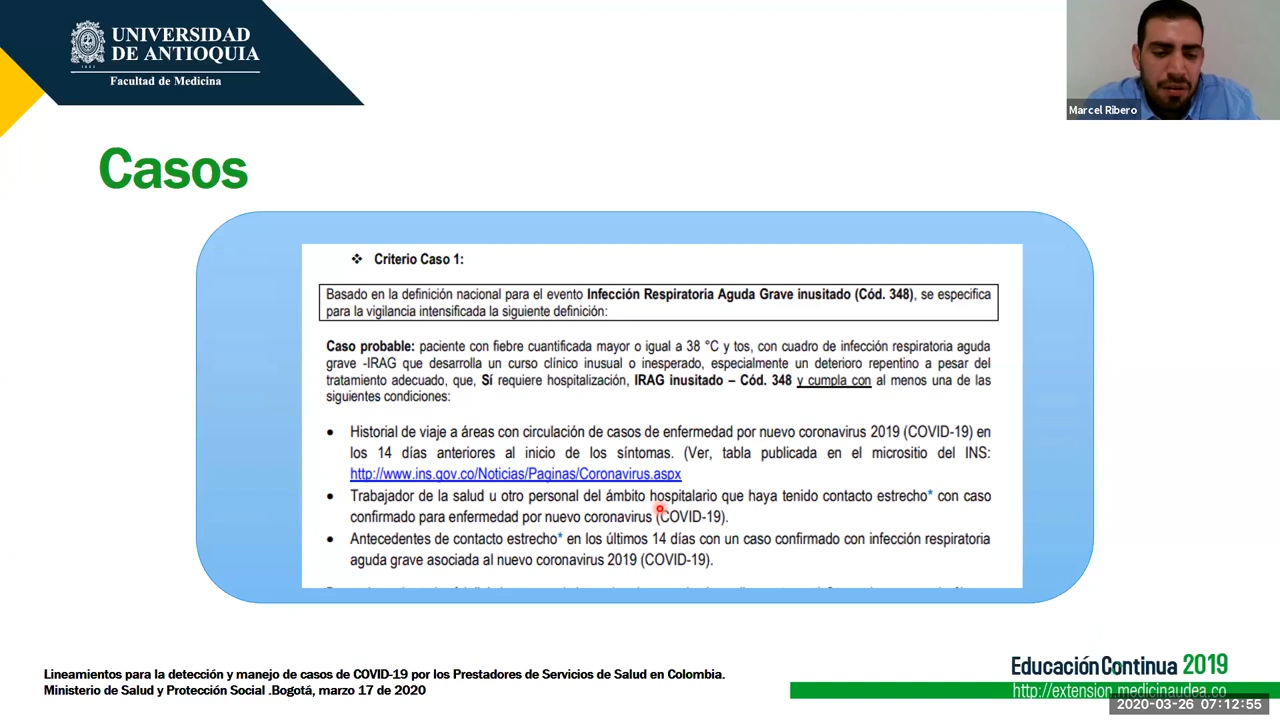 UNIVERSIDAD
DE ANTIOQUIA
1803
Facultad de Medicina
Marcel Ribero
Casos
❖ Criterio Caso 1:
Basado en la definición nacional para el evento Infección Respiratoria Aguda Grave inusitado (Cód. 348), se especifica
para la vigilancia intensificada la siguiente definición:
Caso probable: paciente con fiebre cuantificada mayor o igual a 38 °C y tos, con cuadro de infección respiratoria aguda
grave -IRAG que desarrolla un curso clínico inusual o inesperado, especialmente un deterioro repentino a pesar del
tratamiento adecuado, que, Sí requiere hospitalización, IRAG inusitado – Cód. 348 y cumpla con al menos una de las
siguientes condiciones:
• Historial de viaje a áreas con circulación de casos de enfermedad por nuevo coronavirus 2019 (COVID-19) en
los 14 días anteriores al inicio de los síntomas. (Ver, tabla publicada en el micrositio del INS:
http://www.ins.gov.co/Noticias/Paginas/Coronavirus.aspx
• Trabajador de la salud u otro personal del ámbito hospitalario que haya tenido contacto estrecho* con caso
confirmado para enfermedad por nuevo coronavirus (COVID-19).
• Antecedentes de contacto estrecho* en los últimos 14 días con un caso confirmado con infección respiratoria
aguda grave asociada al nuevo coronavirus 2019 (COVID-19).
Lineamientos para la detección y manejo de casos de COVID-19 por los Prestadores de Servicios de Salud en Colombia.
Ministerio de Salud y Protección Social .Bogotá, marzo 17 de 2020
Educación Continua 2019
http://extension.medicinaudea.co
2020-03-26 07:12:55